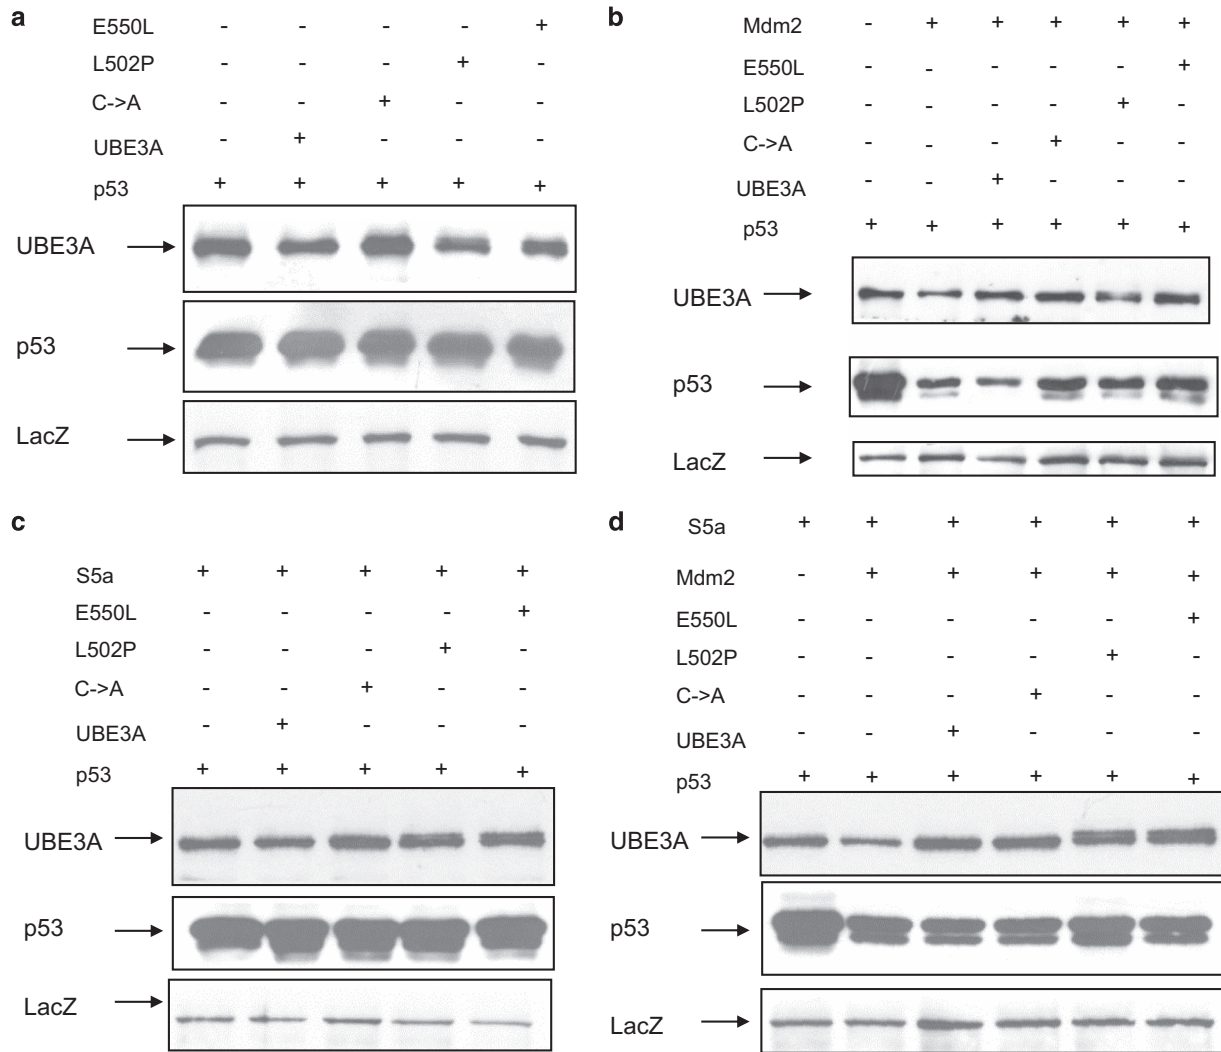 a
E550L - - - - +
L502P - - - + -
C->A - - + - -
UBE3A - + - - -
p53 + + + + +
UBE3A
p53
LacZ
b
Mdm2 - + + + + +
E550L - - - - - +
L502P - - - - + -
C->A - - - + - -
UBE3A - - + - - -
p53 + + + + + +
UBE3A
p53
LacZ
c
S5a + + + + +
E550L - - - - +
L502P - - - + -
C->A - - + - -
UBE3A - + - - -
p53 + + + + +
UBE3A
p53
LacZ
d
S5a + + + + + +
Mdm2 - + + + + +
E550L - - - - - +
L502P - - - - + -
C->A - - - + - -
UBE3A - - + - - -
p53 + + + + + +
UBE3A
p53
LacZ